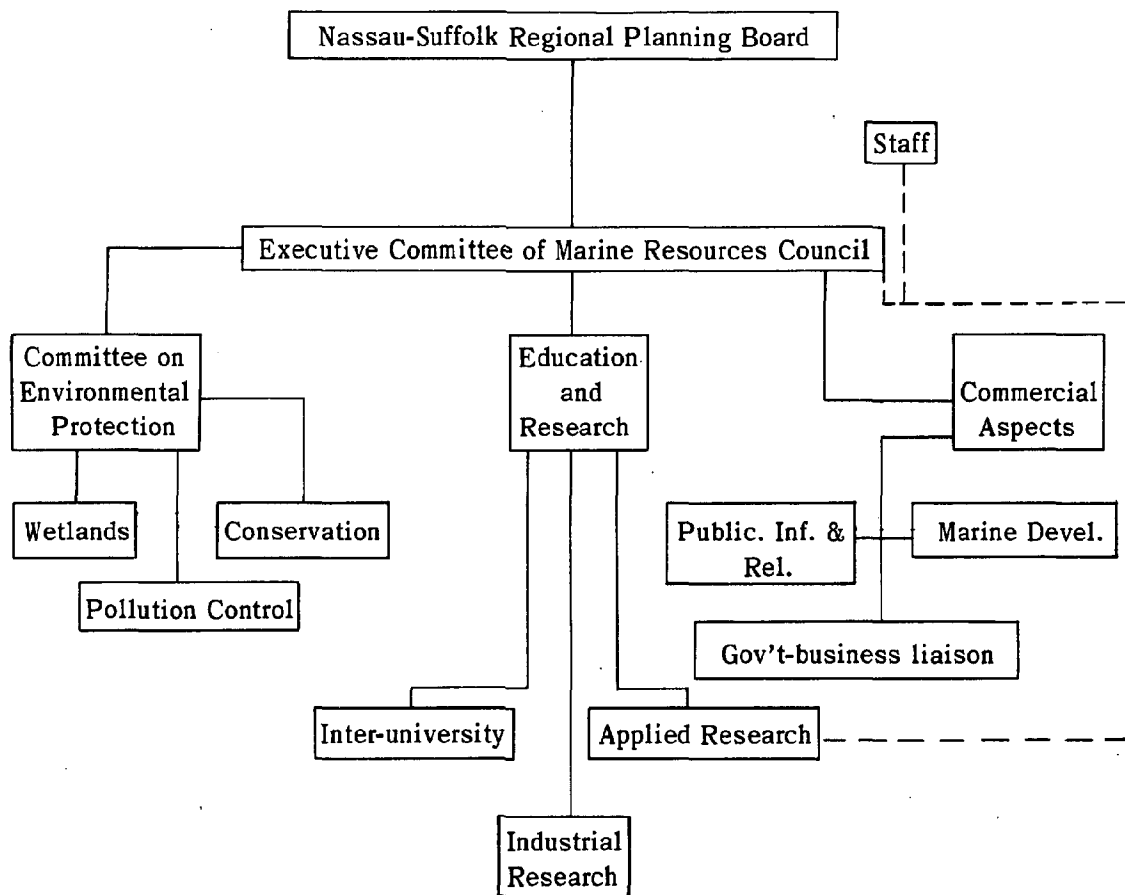 Nassau-Suffolk Regional Planning Board
Staff
Executive Committee of Marine Resources Council
Committee on
Environmental
Protection
Education
and
Research
Commercial
Aspects
Wetlands
Conservation
Pollution Control
Public. Inf. &
Rel.
Marine Devel.
Gov't-business liaison
Inter-university
Applied Research
Industrial
Research